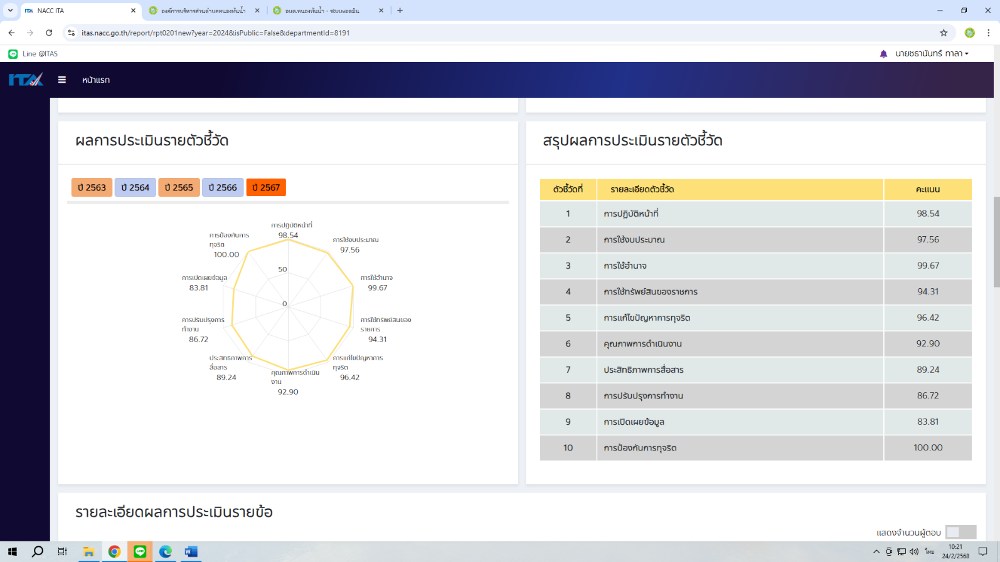 NACC ITA
องค์การบริหารส่วนตำบลหนองหันน้ำ
อบต.หนองหันน้ำ - ระบบแอดมิน
itas.nacc.go.th/report/rpt0201new?year=2024&isPublic=False&departmentId=8191
Line @ITAS
นายชธานันทร์ ทาลา
ITA
หน้าแรก
ผลการประเมินรายตัวชี้วัด
ปี 2563 ปี 2564 ปี 2565 ปี 2566 ปี 2567
การปฏิบัติหน้าที่
98.54
การใช้งบประมาณ
97.56
การใช้อำนาจ
99.67
การใช้ทรัพย์สินของ
ราชการ
94.31
การแก้ไขปัญหาการ
ทุจริต
96.42
คุณภาพการดำเนิน
งาน
92.90
ประสิทธิภาพการ
สื่อสาร
89.24
การปรับปรุงการ
ทำงาน
86.72
การเปิดเผยข้อมูล
83.81
การป้องกันการ
ทุจริต
100.00
50
0
สรุปผลการประเมินรายตัวชี้วัด
ตัวชี้วัดที่ รายละเอียดตัวชี้วัด คะแนน
1 การปฏิบัติหน้าที่ 98.54
2 การใช้งบประมาณ 97.56
3 การใช้อำนาจ 99.67
4 การใช้ทรัพย์สินของราชการ 94.31
5 การแก้ไขปัญหาการทุจริต 96.42
6 คุณภาพการดำเนินงาน 92.90
7 ประสิทธิภาพการสื่อสาร 89.24
8 การปรับปรุงการทำงาน 86.72
9 การเปิดเผยข้อมูล 83.81
10 การป้องกันการทุจริต 100.00
รายละเอียดผลการประเมินรายข้อ
แสดงจำนวนผู้ตอบ
ไทย
10:21
24/2/2568